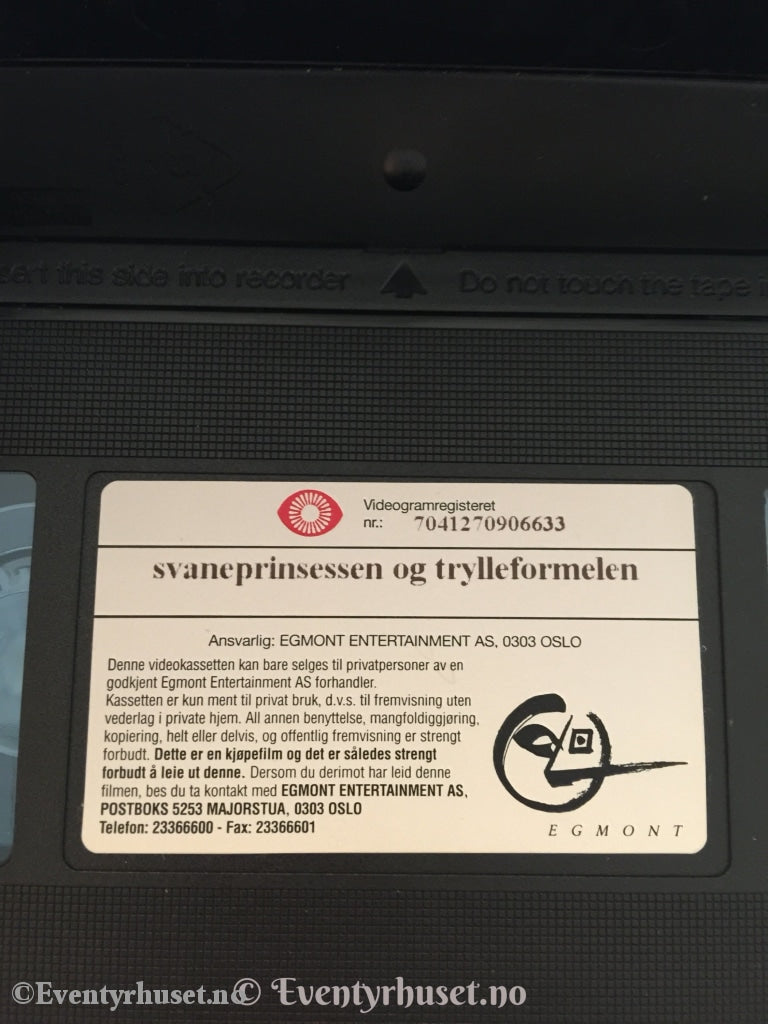 sert this side into recorder Do not touch the tape i
Videogramregisteret
nr.: 7041270906633
svaneprinsessen og trylleformelen
Ansvarlig: EGMONT ENTERTAINMENT AS, 0303 OSLO
Denne videokassetten kan bare selges til privatpersoner av en
godkjent Egmont Entertainment AS forhandler.
Kassetten er kun ment til privat bruk, d.v.s. til fremvisning uten
vederlag i private hjem. All annen benyttelse, mangfoldiggjøring,
kopiering, helt eller delvis, og offentlig fremvisning er strengt
forbudt. Dette er en kjøpefilm og det er således strengt
forbudt å leie ut denne. Dersom du derimot har leid denne
filmen, bes du ta kontakt med EGMONT ENTERTAINMENT AS,
POSTBOKS 5253 MAJORSTUA, 0303 OSLO
Telefon: 23366600 - Fax: 23366601
EGMONT
©Eventyrhuset.no © Eventyrhuset.no